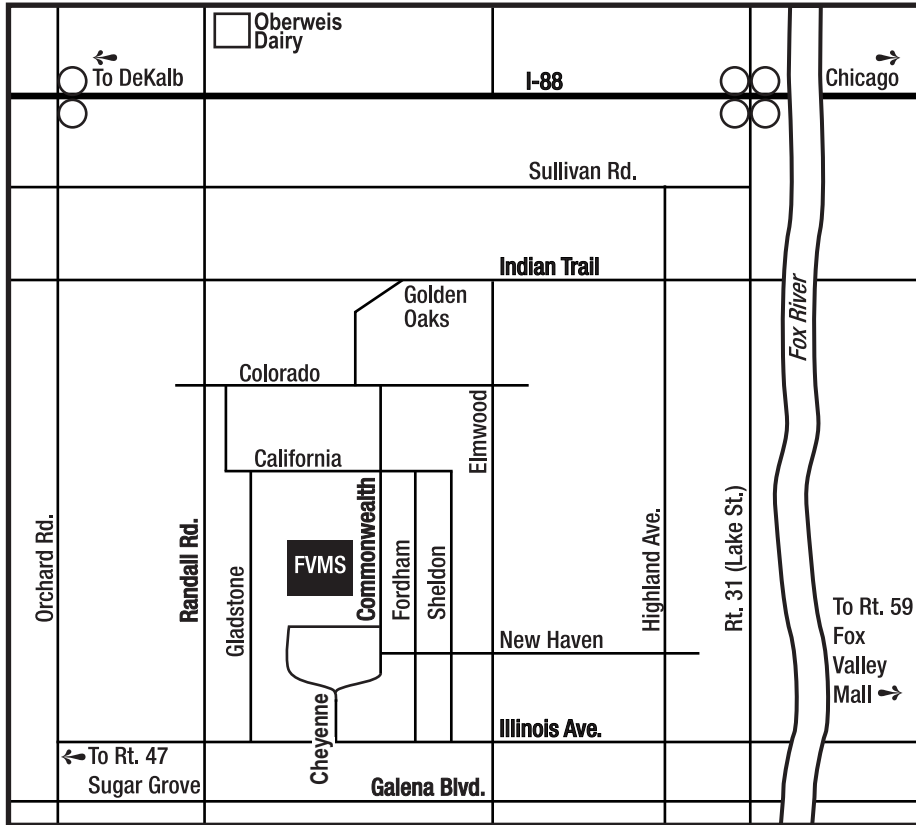 Oberweis
Dairy
To DeKalb
I-88
Chicago
Sullivan Rd.
Indian Trail
Golden
Oaks
Fox River
Colorado
Elmwood
California
Commonwealth
Orchard Rd.
Randall Rd.
Gladstone
FVMS
Fordham
Sheldon
Highland Ave.
Rt. 31 (Lake St.)
To Rt. 59
Fox
Valley
Mall
New Haven
Cheyenne
Illinois Ave.
To Rt. 47
Sugar Grove
Galena Blvd.